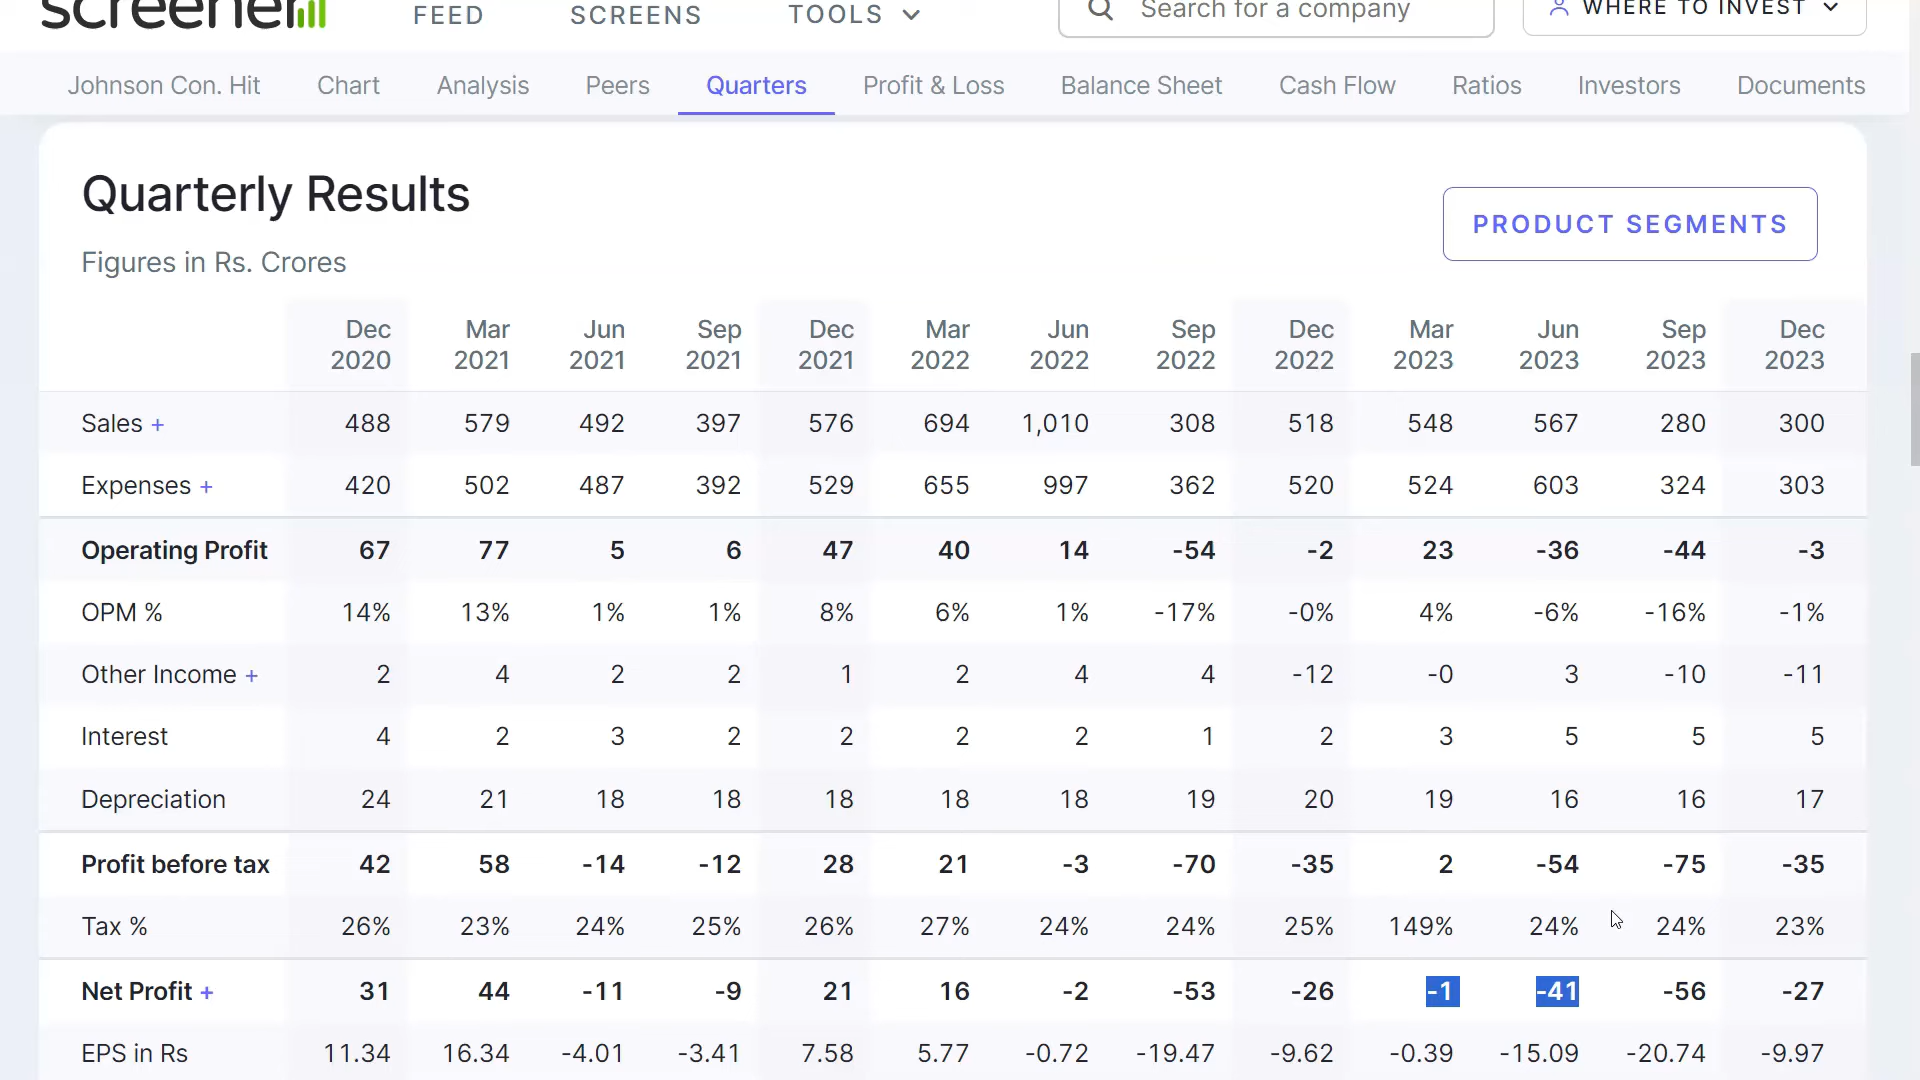 screener FEED SCREENS TOOLS Search for a company WHERE TO INVEST
Johnson Con. Hit Chart Analysis Peers Quarters Profit & Loss Balance Sheet Cash Flow Ratios Investors Documents
Quarterly Results
PRODUCT SEGMENTS
Figures in Rs. Crores
Dec Mar Jun Sep Dec Mar Jun Sep Dec Mar Jun Sep Dec
2020 2021 2021 2021 2021 2022 2022 2022 2022 2023 2023 2023 2023
Sales + 488 579 492 397 576 694 1,010 308 518 548 567 280 300
Expenses + 420 502 487 392 529 655 997 362 520 524 603 324 303
Operating Profit 67 77 5 6 47 40 14 -54 -2 23 -36 -44 -3
OPM % 14% 13% 1% 1% 8% 6% 1% -17% -0% 4% -6% -16% -1%
Other Income + 2 4 2 2 1 2 4 4 -12 -0 3 -10 -11
Interest 4 2 3 2 2 2 2 1 2 3 5 5 5
Depreciation 24 21 18 18 18 18 18 19 20 19 16 16 17
Profit before tax 42 58 -14 -12 28 21 -3 -70 -35 2 -54 -75 -35
Tax % 26% 23% 24% 25% 26% 27% 24% 24% 25% 149% 24% 24% 23%
Net Profit + 31 44 -11 -9 21 16 -2 -53 -26 -1 -41 -56 -27
EPS in Rs 11.34 16.34 -4.01 -3.41 7.58 5.77 -0.72 -19.47 -9.62 -0.39 -15.09 -20.74 -9.97